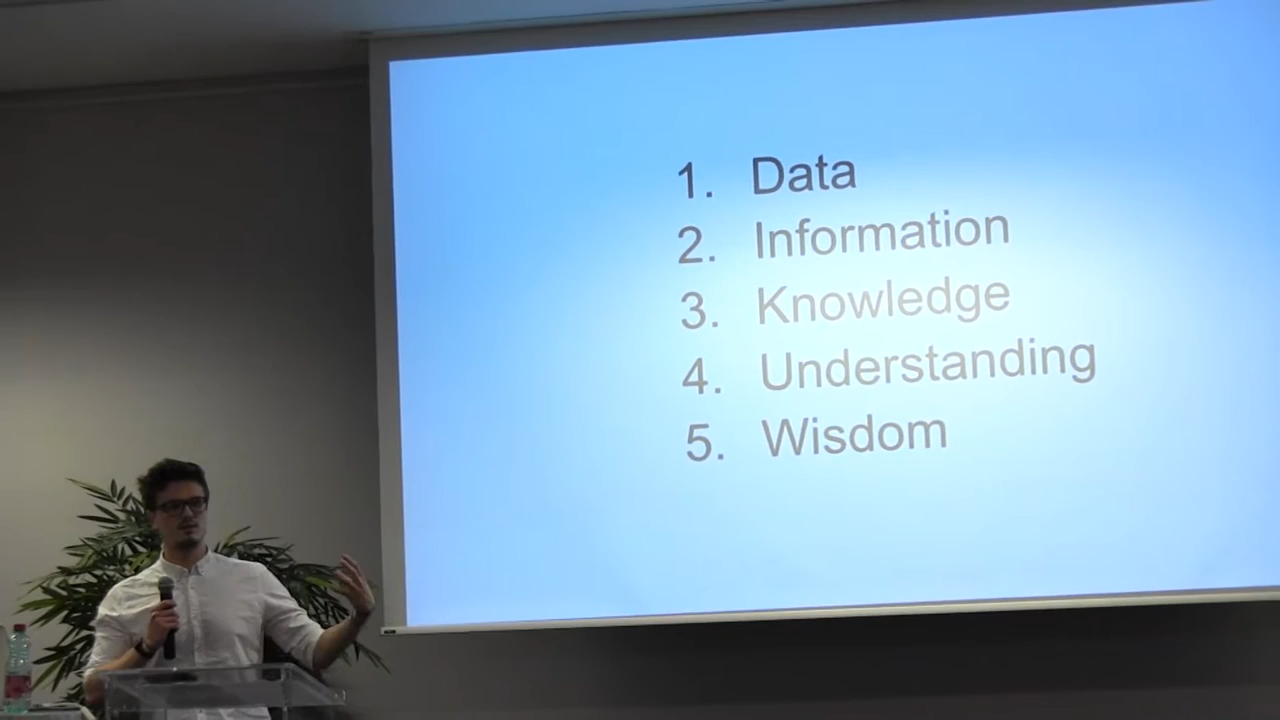 1. Data
2. Information
3. Knowledge
4. Understanding
5. Wisdom